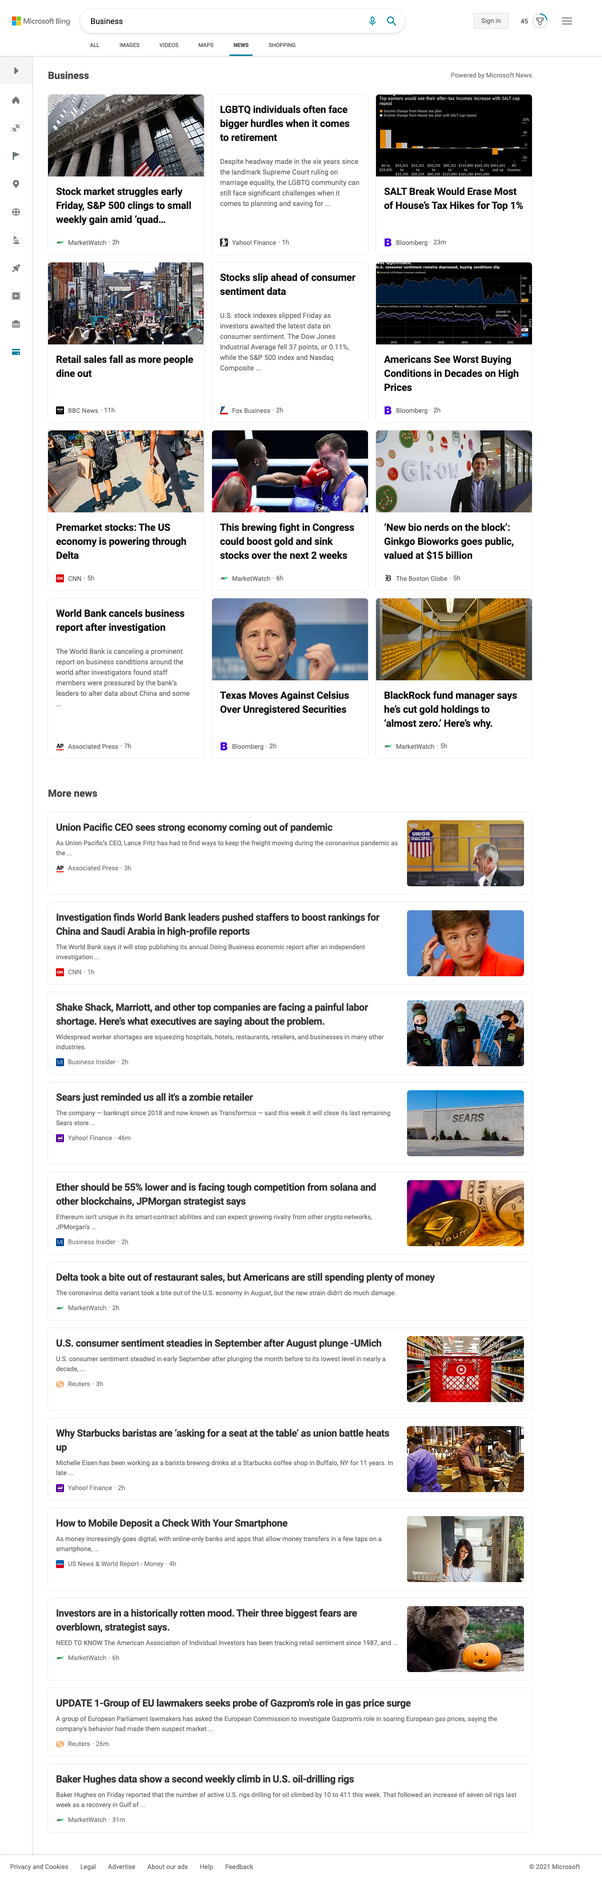 Microsoft Bing
Business
Sign in
45
ALL IMAGES VIDEOS MAPS NEWS SHOPPING
Business
Powered by Microsoft News
Stock market struggles early
Friday, S&P 500 clings to small
weekly gain amid ‘quad...
MarketWatch · 2h
LGBTQ individuals often face
bigger hurdles when it comes
to retirement
Despite headway made in the six years since
the landmark Supreme Court ruling on
marriage equality, the LGBTQ community can
still face significant challenges when it
comes to planning and saving for ...
Yahoo! Finance · 1h
Top earners would see their after-tax incomes increase with SALT cap
repeal
SALT Break Would Erase Most
of House’s Tax Hikes for Top 1%
Bloomberg · 23m
Retail sales fall as more people
dine out
BBC News · 11h
Stocks slip ahead of consumer
sentiment data
U.S. stock indexes slipped Friday as
investors awaited the latest data on
consumer sentiment. The Dow Jones
Industrial Average fell 37 points, or 0.11%,
while the S&P 500 index and Nasdaq
Composite ...
Fox Business · 2h
U.S. consumer sentiment remains depressed, buying conditions slip
Americans See Worst Buying
Conditions in Decades on High
Prices
Bloomberg · 2h
Premarket stocks: The US
economy is powering through
Delta
CNN · 5h
This brewing fight in Congress
could boost gold and sink
stocks over the next 2 weeks
MarketWatch · 6h
GROW
‘New bio nerds on the block’:
Ginkgo Bioworks goes public,
valued at $15 billion
The Boston Globe · 5h
World Bank cancels business
report after investigation
The World Bank is canceling a prominent
report on business conditions around the
world after investigators found staff
members were pressured by the bank’s
leaders to alter data about China and some
...
AP Associated Press · 7h
Texas Moves Against Celsius
Over Unregistered Securities
Bloomberg · 2h
BlackRock fund manager says
he’s cut gold holdings to
‘almost zero.’ Here’s why.
MarketWatch · 5h
More news
Union Pacific CEO sees strong economy coming out of pandemic
As Union Pacific’s CEO, Lance Fritz has had to find ways to keep the freight moving during the coronavirus pandemic as
the ...
AP Associated Press · 3h
UNION
PACIFIC
Investigation finds World Bank leaders pushed staffers to boost rankings for
China and Saudi Arabia in high-profile reports
The World Bank says it will stop publishing its annual Doing Business economic report after an independent
investigation ...
CNN · 1h
Shake Shack, Marriott, and other top companies are facing a painful labor
shortage. Here's what executives are saying about the problem.
Widespread worker shortages are squeezing hospitals, hotels, restaurants, retailers, and businesses in many other
industries.
Business Insider · 2h
Sears just reminded us all it's a zombie retailer
The company — bankrupt since 2018 and now known as Transformco — said this week it will close its last remaining
Sears store ...
Yahoo! Finance · 46m
SEARS
Ether should be 55% lower and is facing tough competition from solana and
other blockchains, JPMorgan strategist says
Ethereum isn't unique in its smart-contract abilities and can expect growing rivalry from other crypto networks,
JPMorgan's ...
Business Insider · 2h
ethereum
Delta took a bite out of restaurant sales, but Americans are still spending plenty of money
The coronavirus delta variant took a bite out of the U.S. economy in August, but the new strain didn’t do much damage.
MarketWatch · 2h
U.S. consumer sentiment steadies in September after August plunge -UMich
U.S. consumer sentiment steadied in early September after plunging the month before to its lowest level in nearly a
decade, ...
Reuters · 3h
Why Starbucks baristas are ‘asking for a seat at the table’ as union battle heats
up
Michelle Eisen has been working as a barista brewing drinks at a Starbucks coffee shop in Buffalo, NY for 11 years. In
late ...
Yahoo! Finance · 2h
How to Mobile Deposit a Check With Your Smartphone
As money increasingly goes digital, with online-only banks and apps that allow money transfers in a few taps on a
smartphone, ...
US News & World Report - Money · 4h
Investors are in a historically rotten mood. Their three biggest fears are
overblown, strategist says.
NEED TO KNOW The American Association of Individual Investors has been tracking retail sentiment since 1987, and ...
MarketWatch · 6h
UPDATE 1-Group of EU lawmakers seeks probe of Gazprom's role in gas price surge
A group of European Parliament lawmakers has asked the European Commission to investigate Gazprom's role in soaring European gas prices, saying the
company's behavior had made them suspect market ...
Reuters · 26m
Baker Hughes data show a second weekly climb in U.S. oil-drilling rigs
Baker Hughes on Friday reported that the number of active U.S. rigs drilling for oil climbed by 10 to 411 this week. That followed an increase of seven oil rigs last
week as a recovery in Gulf of ...
MarketWatch · 31m
Privacy and Cookies Legal Advertise About our ads Help Feedback
© 2021 Microsoft